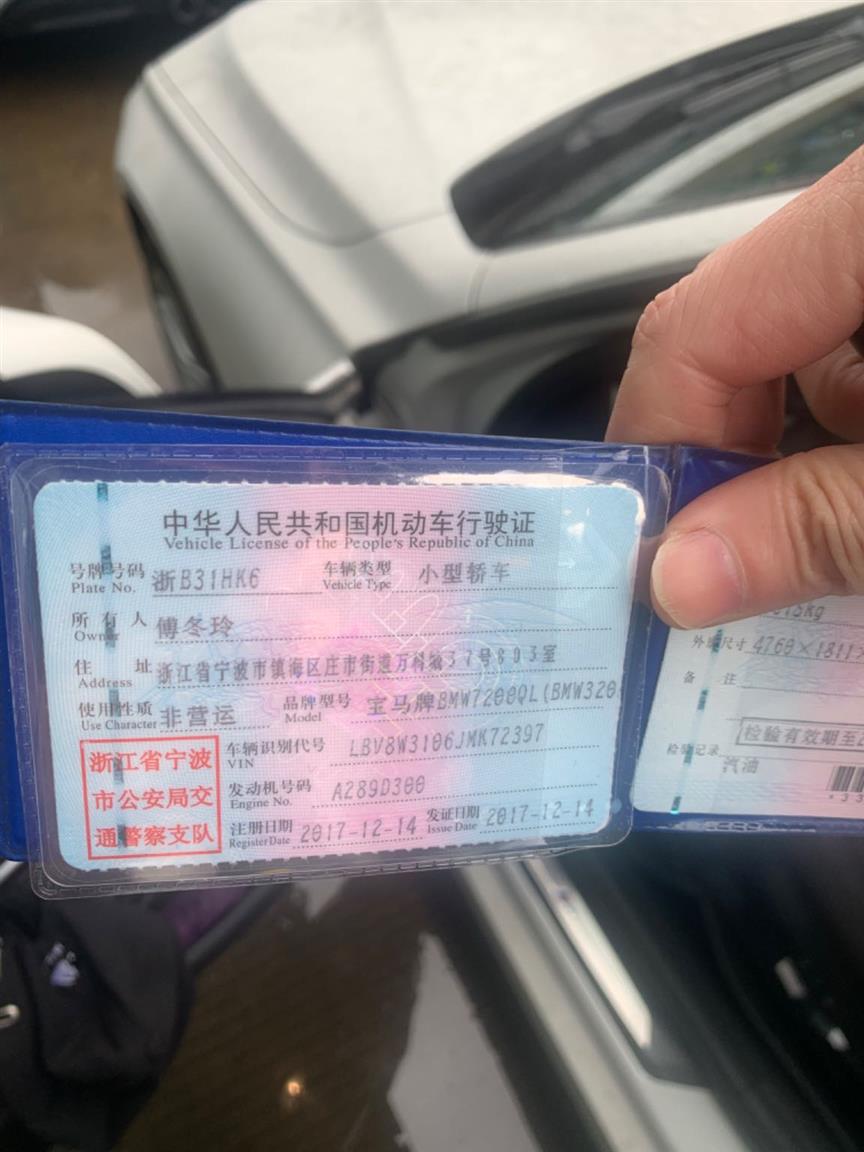 中华人民共和国机动车行驶证
Vehicle License of the People's Republic of China
号牌号码 浙B31HK6 车辆类型 小型轿车
Plate No. Vehicle Type
所有人 傅冬玲
Owner
住址 浙江省宁波市镇海区庄市街道万科城37号803室
Address
使用性质 非营运 品牌型号 宝马牌BMW7200QL(BMW320
Use Character Model
浙江省宁波
市公安局交
通警察支队
车辆识别代号 LBV8W3106JMK72397
VIN
发动机号码 A289D300
Engine No.
注册日期 2017-12-14 发证日期 2017-12-14
Register Date Issue Date
外廓尺寸 4760×1811×
备注
检验有效期至
检验记录
汽油